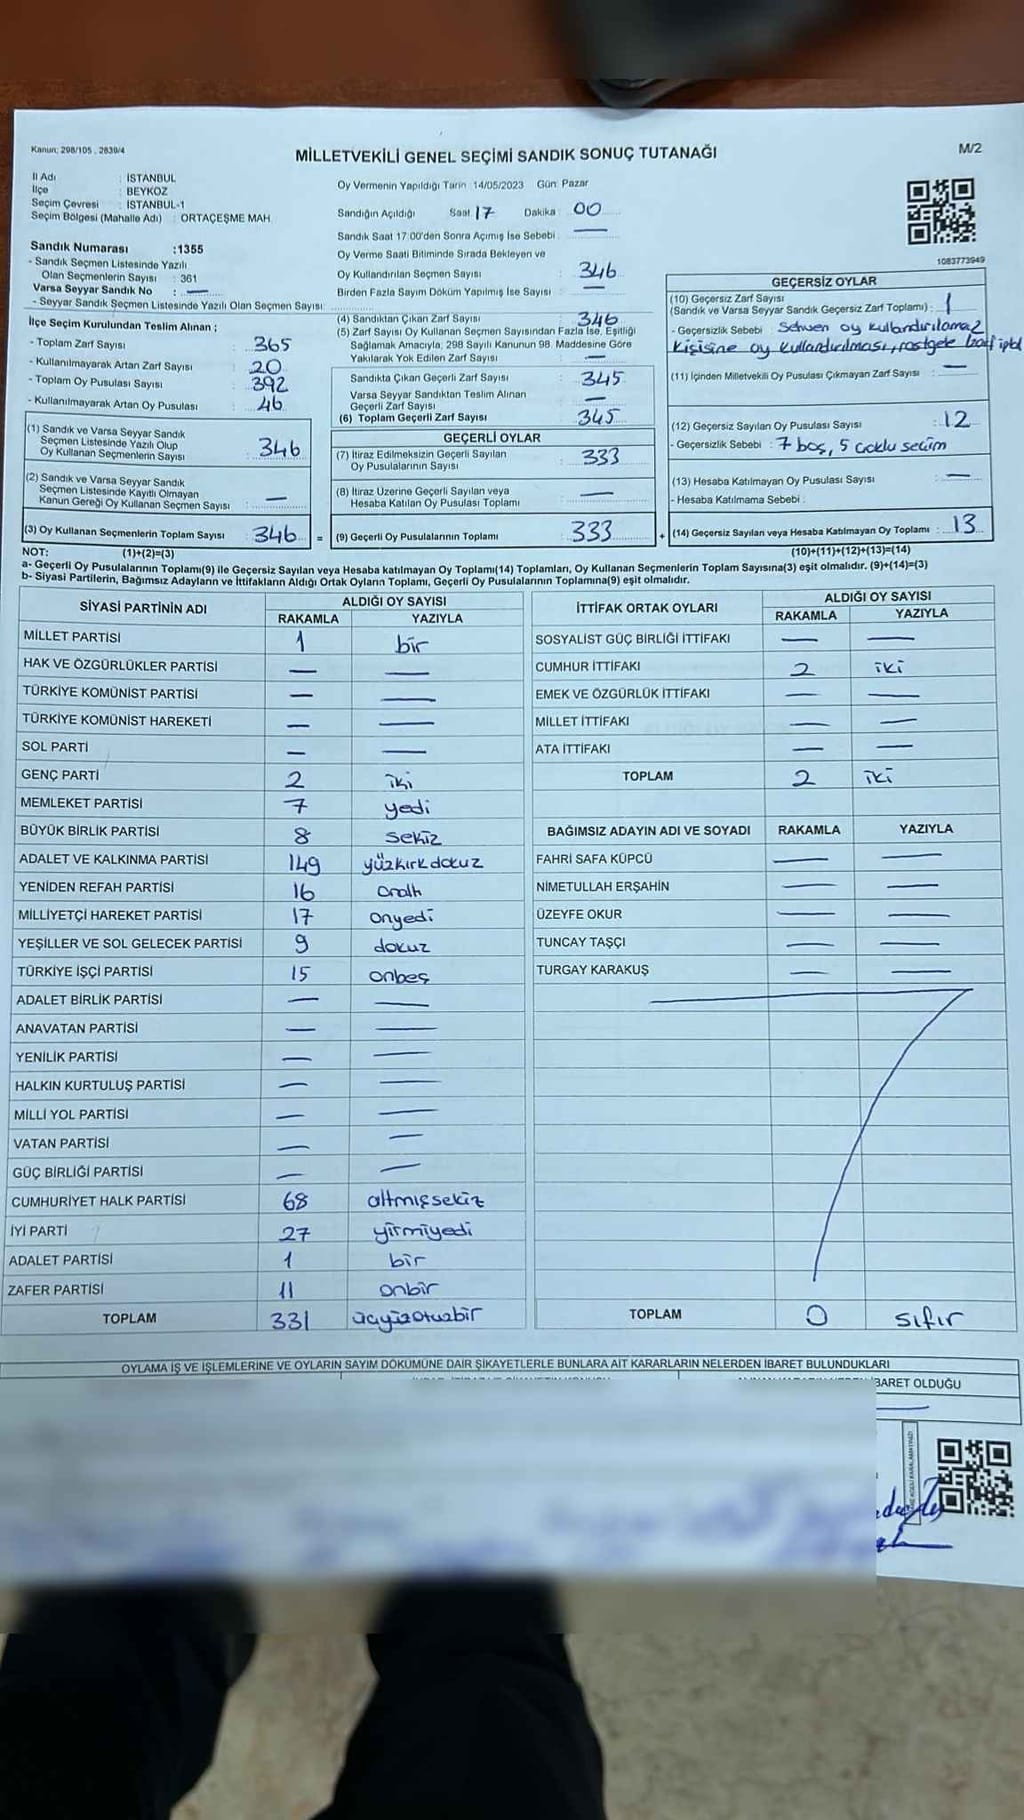 Kanun: 298/105 . 2839/4
MİLLETVEKİLİ GENEL SEÇİMİ SANDIK SONUÇ TUTANAĞI
M/2
İl Adı : İSTANBUL
İlçe : BEYKOZ
Seçim Çevresi : İSTANBUL-1
Seçim Bölgesi (Mahalle Adı) : ORTAÇEŞME MAH.
Sandık Numarası :1355
- Sandık Seçmen Listesinde Yazılı
Olan Seçmenlerin Sayısı : 361
Varsa Seyyar Sandık No : —
- Seyyar Sandık Seçmen Listesinde Yazılı Olan Seçmen Sayısı :
İlçe Seçim Kurulundan Teslim Alınan ;
- Toplam Zarf Sayısı : 365
- Kullanılmayarak Artan Zarf Sayısı : 20
- Toplam Oy Pusulası Sayısı : 392
- Kullanılmayarak Artan Oy Pusulası : 46
(1) Sandık ve Varsa Seyyar Sandık
Seçmen Listesinde Yazılı Olup
Oy Kullanan Seçmenlerin Sayısı : 346
(2) Sandık ve Varsa Seyyar Sandık
Seçmen Listesinde Kayıtlı Olmayan
Kanun Gereği Oy Kullanan Seçmen Sayısı : —
(3) Oy Kullanan Seçmenlerin Toplam Sayısı : 346 =
Oy Vermenin Yapıldığı Tarih : 14/05/2023 Gün: Pazar
Sandığın Açıldığı Saat 17 Dakika : 00
Sandık Saat 17:00'den Sonra Açımış İse Sebebi : —
Oy Verme Saati Bitiminde Sırada Bekleyen ve
Oy Kullandırılan Seçmen Sayısı : 346
Birden Fazla Sayım Döküm Yapılmış İse Sayısı : —
(4) Sandıktan Çıkan Zarf Sayısı : 346
(5) Zarf Sayısı Oy Kullanan Seçmen Sayısından Fazla İse, Eşitliği
Sağlamak Amacıyla; 298 Sayılı Kanunun 98. Maddesine Göre
Yakılarak Yok Edilen Zarf Sayısı : —
Sandıkta Çıkan Geçerli Zarf Sayısı : 345
Varsa Seyyar Sandıktan Teslim Alınan
Geçerli Zarf Sayısı : —
(6) Toplam Geçerli Zarf Sayısı : 345
GEÇERLİ OYLAR
(7) İtiraz Edilmeksizin Geçerli Sayılan
Oy Pusulalarının Sayısı : 333
(8) İtiraz Üzerine Geçerli Sayılan veya
Hesaba Katılan Oy Pusulası Toplamı : —
(9) Geçerli Oy Pusulalarının Toplamı : 333 +
1083773949
GEÇERSİZ OYLAR
(10) Geçersiz Zarf Sayısı
(Sandık ve Varsa Seyyar Sandık Geçersiz Zarf Toplamı) : 1
- Geçersizlik Sebebi : Sehven oy kullandırılamaz
kişisine oy kullandırılması, rastgele zarf iptal
(11) İçinden Milletvekili Oy Pusulası Çıkmayan Zarf Sayısı : —
(12) Geçersiz Sayılan Oy Pusulası Sayısı : 12
- Geçersizlik Sebebi : 7 boş, 5 çoklu seçim
(13) Hesaba Katılmayan Oy Pusulası Sayısı : —
- Hesaba Katılmama Sebebi :
(14) Geçersiz Sayılan veya Hesaba Katılmayan Oy Toplamı : 13
NOT: (1)+(2)=(3) (10)+(11)+(12)+(13)=(14)
a- Geçerli Oy Pusulalarının Toplamı(9) ile Geçersiz Sayılan veya Hesaba katılmayan Oy Toplamı(14) Toplamları, Oy Kullanan Seçmenlerin Toplam Sayısına(3) eşit olmalıdır. (9)+(14)=(3)
b- Siyasi Partilerin, Bağımsız Adayların ve İttifakların Aldığı Ortak Oyların Toplamı, Geçerli Oy Pusulalarının Toplamına(9) eşit olmalıdır.
SİYASİ PARTİNİN ADI ALDIĞI OY SAYISI
RAKAMLA YAZIYLA
MİLLET PARTİSİ 1 bir
HAK VE ÖZGÜRLÜKLER PARTİSİ — —
TÜRKİYE KOMÜNİST PARTİSİ — —
TÜRKİYE KOMÜNİST HAREKETİ — —
SOL PARTİ — —
GENÇ PARTİ 2 iki
MEMLEKET PARTİSİ 7 yedi
BÜYÜK BİRLİK PARTİSİ 8 sekiz
ADALET VE KALKINMA PARTİSİ 149 yüzkırkdokuz
YENİDEN REFAH PARTİSİ 16 onaltı
MİLLİYETÇİ HAREKET PARTİSİ 17 onyedi
YEŞİLLER VE SOL GELECEK PARTİSİ 9 dokuz
TÜRKİYE İŞÇİ PARTİSİ 15 onbeş
ADALET BİRLİK PARTİSİ — —
ANAVATAN PARTİSİ — —
YENİLİK PARTİSİ — —
HALKIN KURTULUŞ PARTİSİ — —
MİLLİ YOL PARTİSİ — —
VATAN PARTİSİ — —
GÜÇ BİRLİĞİ PARTİSİ — —
CUMHURİYET HALK PARTİSİ 68 altmışsekiz
İYİ PARTİ 27 yirmiyedi
ADALET PARTİSİ 1 bir
ZAFER PARTİSİ 11 onbir
TOPLAM 331 üçyüzotuzbir
İTTİFAK ORTAK OYLARI ALDIĞI OY SAYISI
RAKAMLA YAZIYLA
SOSYALİST GÜÇ BİRLİĞİ İTTİFAKI — —
CUMHUR İTTİFAKI 2 iki
EMEK VE ÖZGÜRLÜK İTTİFAKI — —
MİLLET İTTİFAKI — —
ATA İTTİFAKI — —
TOPLAM 2 iki
BAĞIMSIZ ADAYIN ADI VE SOYADI RAKAMLA YAZIYLA
FAHRİ SAFA KÜPCÜ — —
NİMETULLAH ERŞAHİN — —
ÜZEYFE OKUR — —
TUNCAY TAŞÇI — —
TURGAY KARAKUŞ — —
TOPLAM 0 sıfır
OYLAMA İŞ VE İŞLEMLERİNE VE OYLARIN SAYIM DÖKÜMÜNE DAİR ŞİKAYETLERLE BUNLARA AİT KARARLARIN NELERDEN İBARET BULUNDUKLARI
BARET OLDUĞU